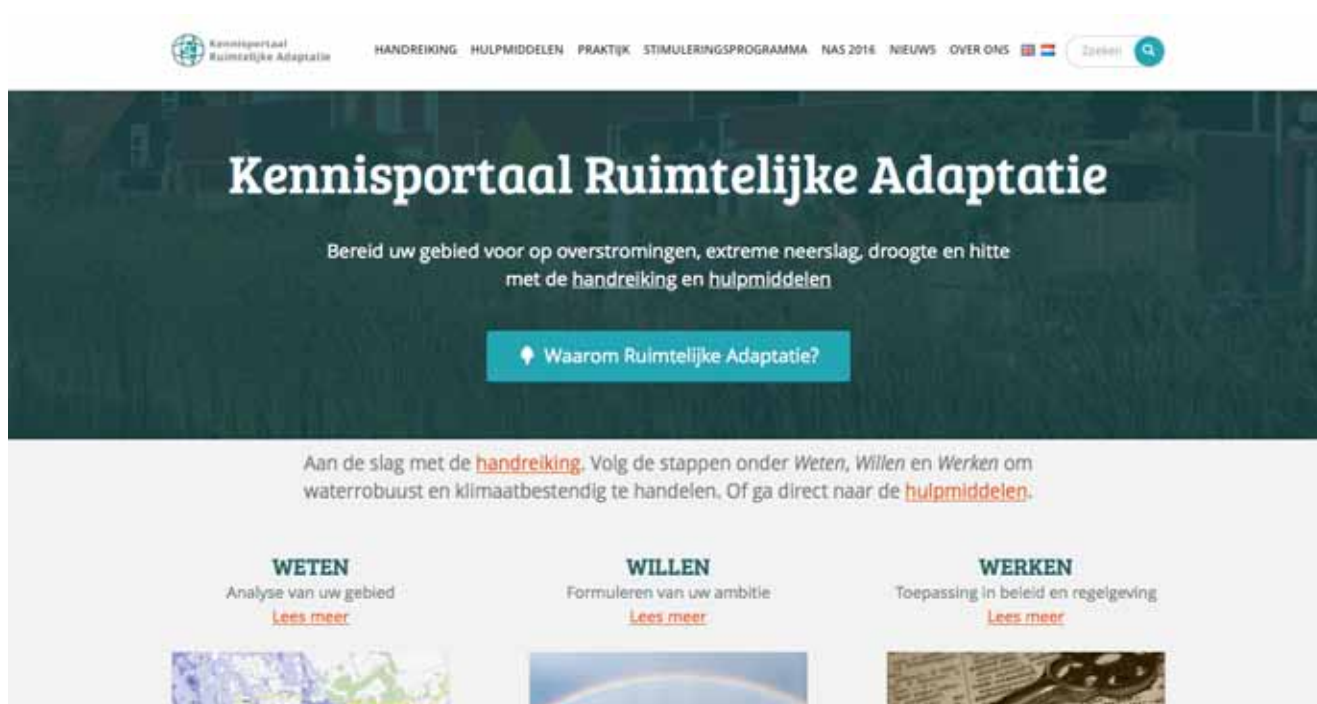 Kennisportaal
Ruimtelijke Adaptatie
HANDREIKING HULPMIDDELEN PRAKTIJK STIMULERINGSPROGRAMMA NAS 2016 NIEUWS OVER ONS Zoeken
Kennisportaal Ruimtelijke Adaptatie
Bereid uw gebied voor op overstromingen, extreme neerslag, droogte en hitte
met de handreiking en hulpmiddelen
Waarom Ruimtelijke Adaptatie?
Aan de slag met de handreiking. Volg de stappen onder Weten, Willen en Werken om
waterrobuust en klimaatbestendig te handelen. Of ga direct naar de hulpmiddelen.
WETEN
Analyse van uw gebied
Lees meer
WILLEN
Formuleren van uw ambitie
Lees meer
WERKEN
Toepassing in beleid en regelgeving
Lees meer